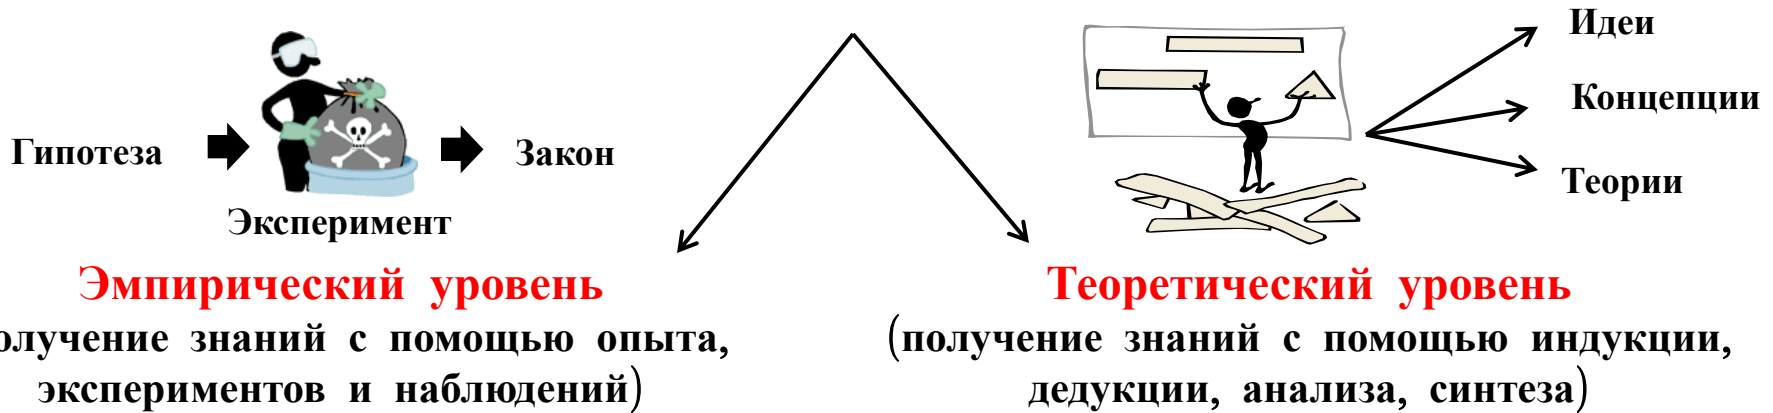 Гипотеза
Эксперимент
Закон
Эмпирический уровень
олучение знаний с помощью опыта,
экспериментов и наблюдений)
Идеи
Концепции
Теории
Теоретический уровень
(получение знаний с помощью индукции,
дедукции, анализа, синтеза)